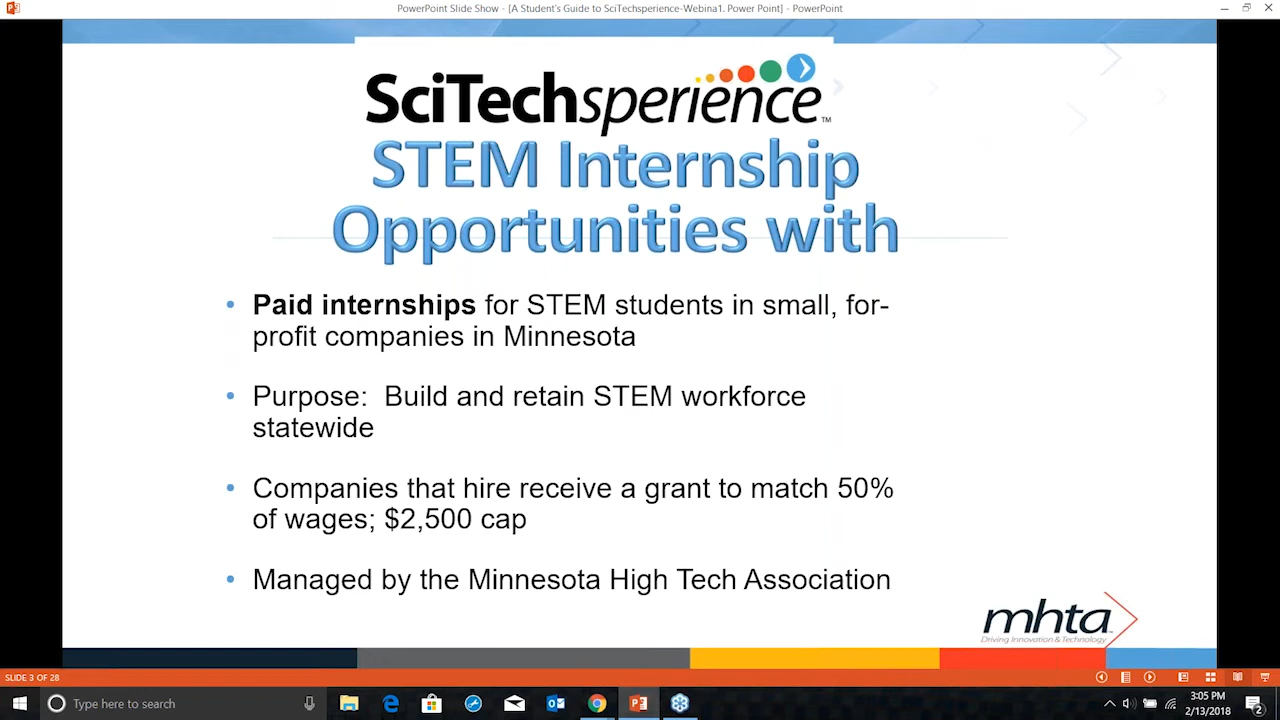 PowerPoint Slide Show - [A Student's Guide to SciTechsperience-Webina1. Power Point] - PowerPoint
SciTechsperience™
STEM Internship
Opportunities with
• Paid internships for STEM students in small, for-
profit companies in Minnesota
• Purpose:  Build and retain STEM workforce
statewide
• Companies that hire receive a grant to match 50%
of wages; $2,500 cap
• Managed by the Minnesota High Tech Association
mhta
Driving Innovation & Technology
SLIDE 3 OF 28
Type here to search
3:05 PM
2/13/2018
2